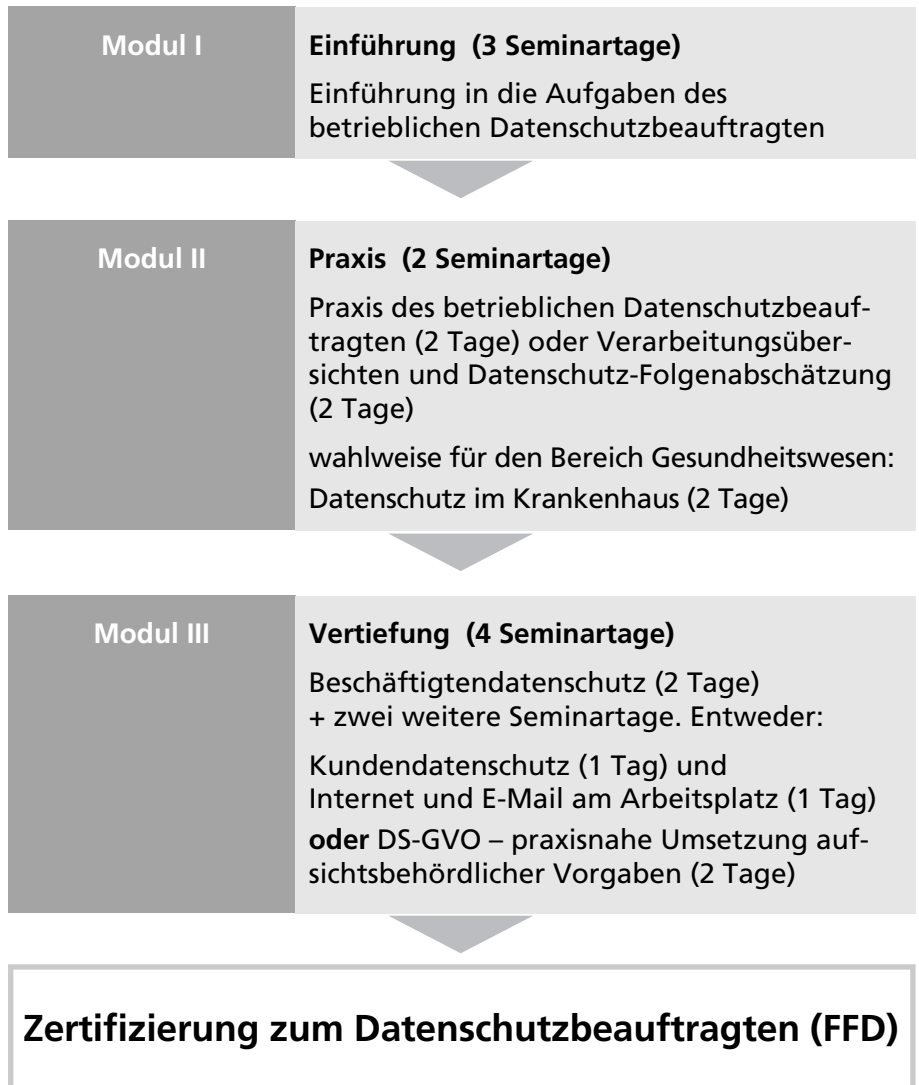 Modul I
Einführung (3 Seminartage)
Einführung in die Aufgaben des
betrieblichen Datenschutzbeauftragten
Modul II
Praxis (2 Seminartage)
Praxis des betrieblichen Datenschutzbeauf-
tragten (2 Tage) oder Verarbeitungsüber-
sichten und Datenschutz-Folgenabschätzung
(2 Tage)
wahlweise für den Bereich Gesundheitswesen:
Datenschutz im Krankenhaus (2 Tage)
Modul III
Vertiefung (4 Seminartage)
Beschäftigtendatenschutz (2 Tage)
+ zwei weitere Seminartage. Entweder:
Kundendatenschutz (1 Tag) und
Internet und E-Mail am Arbeitsplatz (1 Tag)
oder DS-GVO – praxisnahe Umsetzung auf-
sichtsbehördlicher Vorgaben (2 Tage)
Zertifizierung zum Datenschutzbeauftragten (FFD)